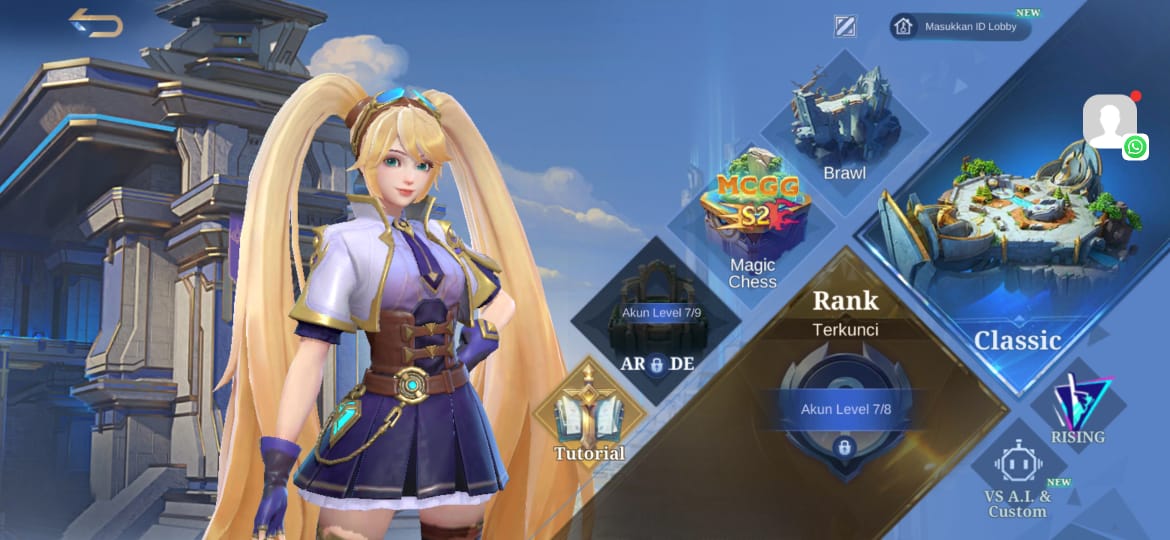 NEW
Masukkan ID Lobby
Brawl
MCGG
S2
Magic
Chess
Akun Level 7/9
AR DE
Rank
Terkunci
Akun Level 7/8
Classic
Tutorial
RISING
NEW
VS A.I. &
Custom